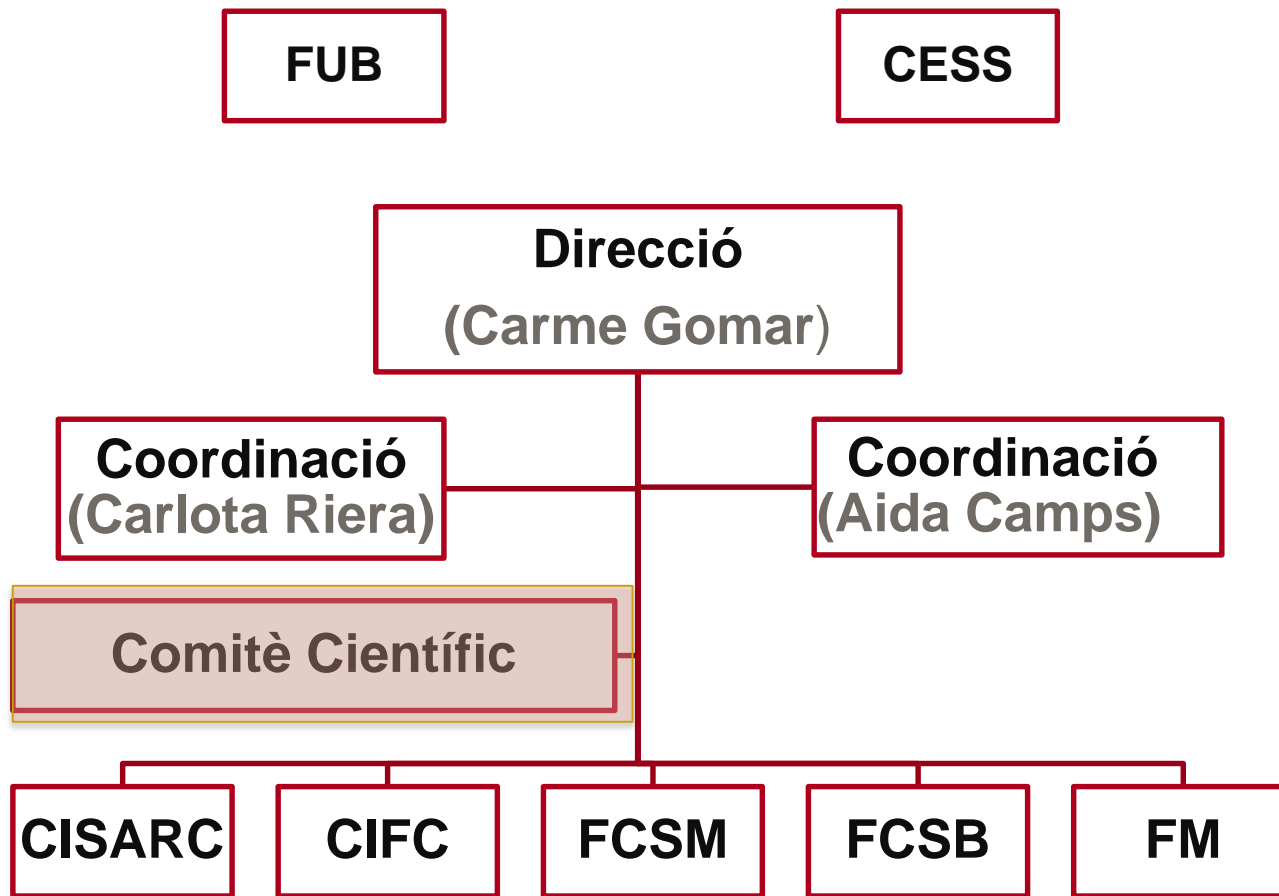 FUB
CESS
Direcció
(Carme Gomar)
Coordinació
(Carlota Riera)
Coordinació
(Aida Camps)
Comitè Científic
CISARC
CIFC
FCSM
FCSB
FM